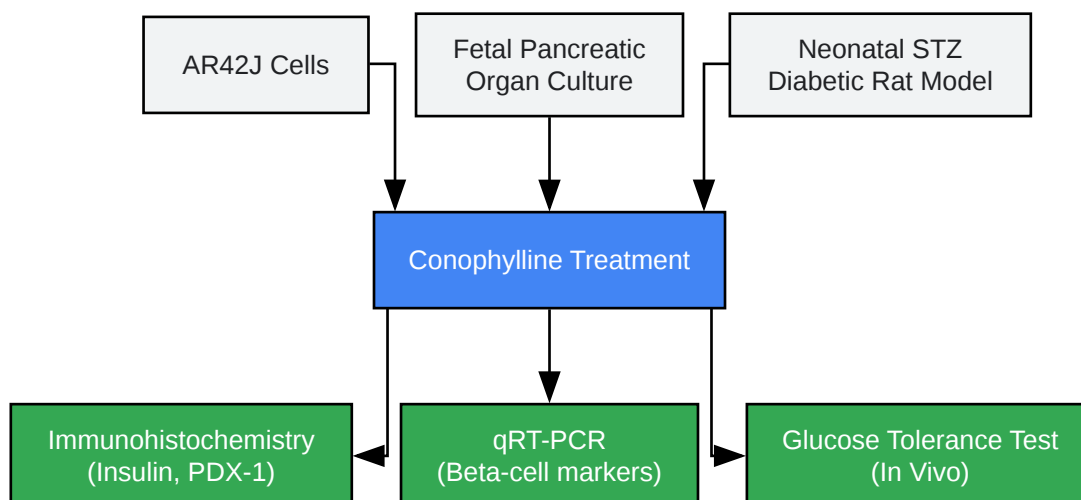 AR42J Cells
Fetal Pancreatic
Organ Culture
Neonatal STZ
Diabetic Rat Model
Conophylline Treatment
Immunohistochemistry
(Insulin, PDX-1)
qRT-PCR
(Beta-cell markers)
Glucose Tolerance Test
(In Vivo)